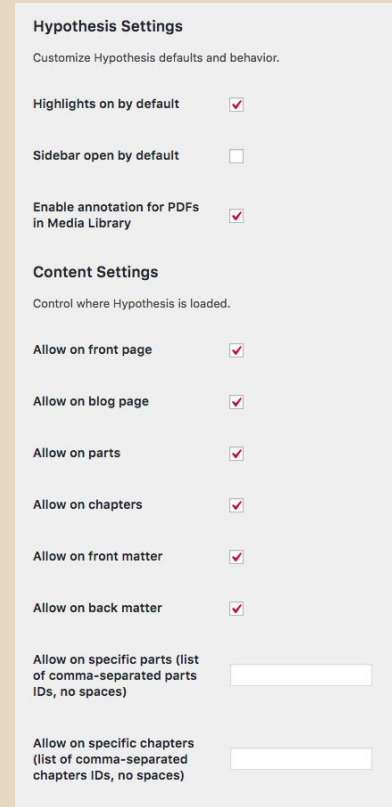 Hypothesis Settings
Customize Hypothesis defaults and behavior.
Highlights on by default
Sidebar open by default
Enable annotation for PDFs
in Media Library
Content Settings
Control where Hypothesis is loaded.
Allow on front page
Allow on blog page
Allow on parts
Allow on chapters
Allow on front matter
Allow on back matter
Allow on specific parts (list
of comma-separated parts
IDs, no spaces)
Allow on specific chapters
(list of comma-separated
chapters IDs, no spaces)